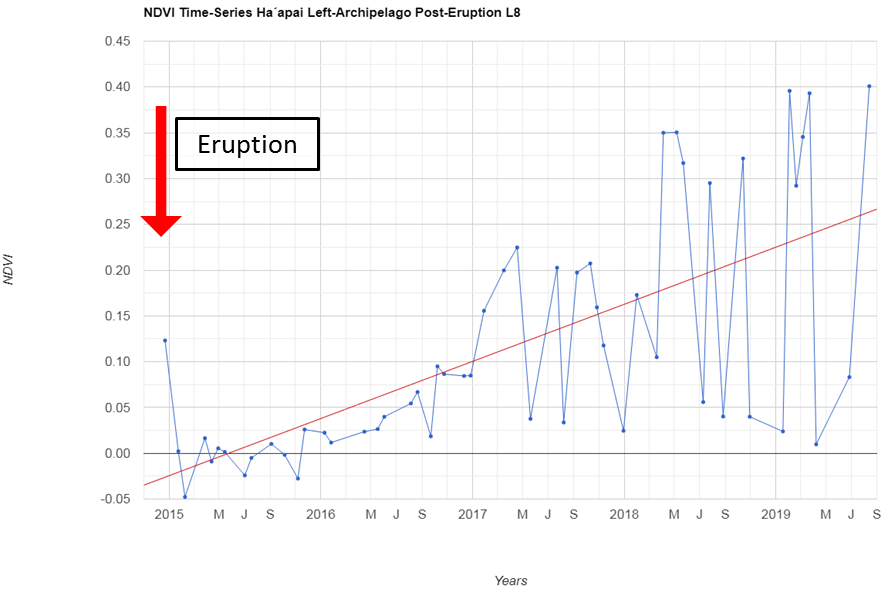 NDVI Time-Series Ha´apai Left-Archipelago Post-Eruption L8
0.45
0.40
0.35
0.30
0.25
0.20
0.15
0.10
0.05
0.00
-0.05
NDVI
Eruption
2015 M J S 2016 M J S 2017 M J S 2018 M J S 2019 M J S
Years